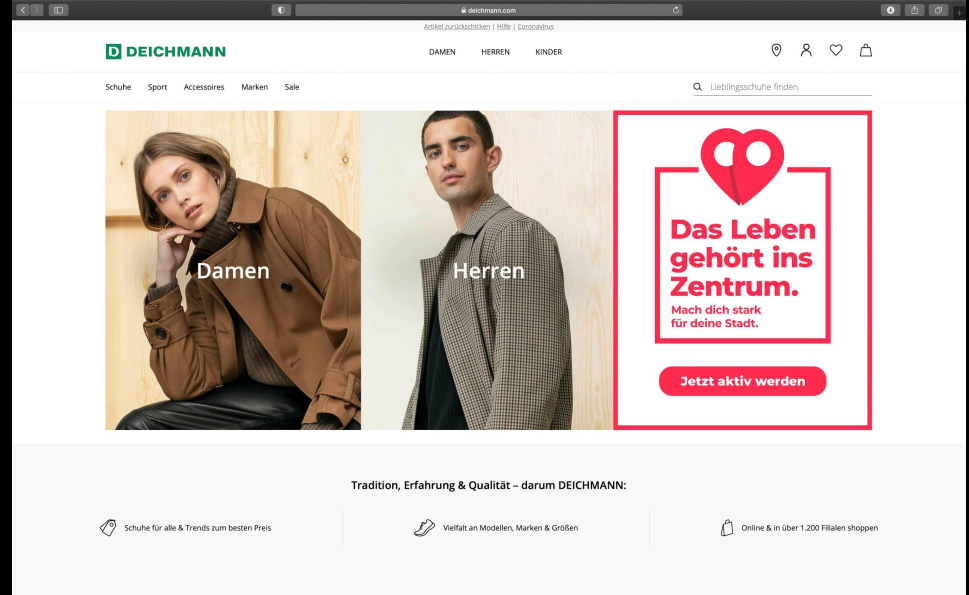 deichmann.com
Artikel zurückschicken | Hilfe | Coronavirus
DEICHMANN
DAMEN HERREN KINDER
Schuhe Sport Accessoires Marken Sale
Lieblingsschuhe finden
Damen
Herren
Das Leben
gehört ins
Zentrum.
Mach dich stark
für deine Stadt.
Jetzt aktiv werden
Tradition, Erfahrung & Qualität – darum DEICHMANN:
Schuhe für alle & Trends zum besten Preis
Vielfalt an Modellen, Marken & Größen
Online & in über 1.200 Filialen shoppen